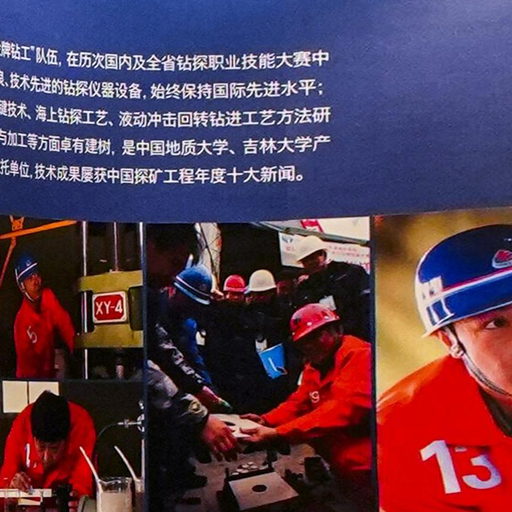 牌钻工"队伍，在历次国内及全省钻探职业技能大赛中
良、技术先进的钻探仪器设备，始终保持国际先进水平；
键技术、海上钻探工艺、液动冲击回转钻进工艺方法研
与加工等方面卓有建树，是中国地质大学、吉林大学产
托单位，技术成果屡获中国探矿工程年度十大新闻。
XY-4
13